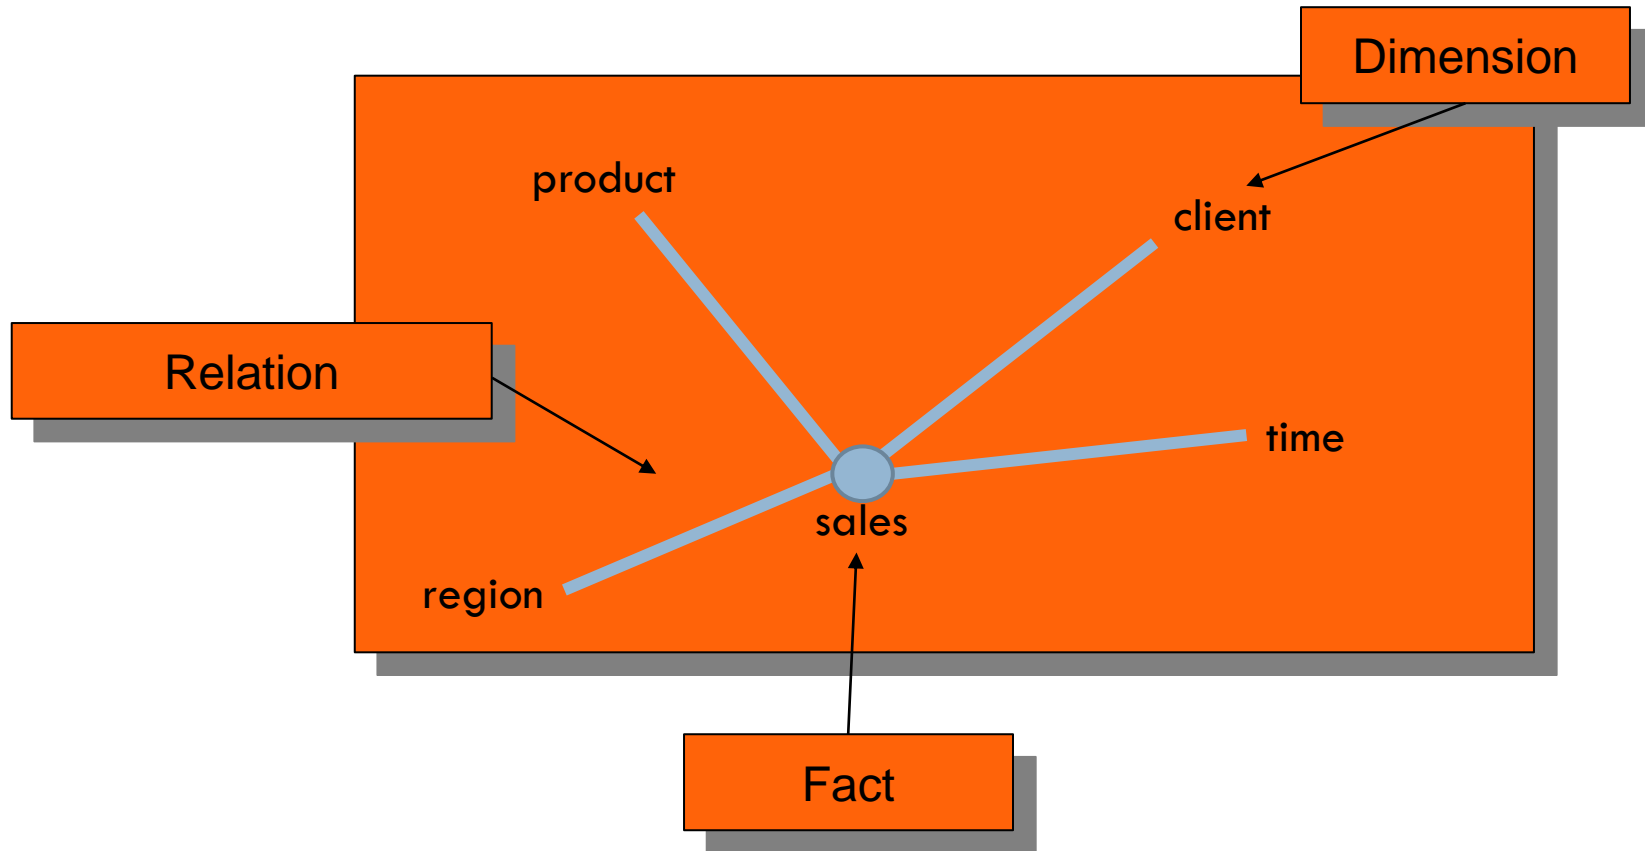 Dimension
product
client
Relation
time
sales
region
Fact